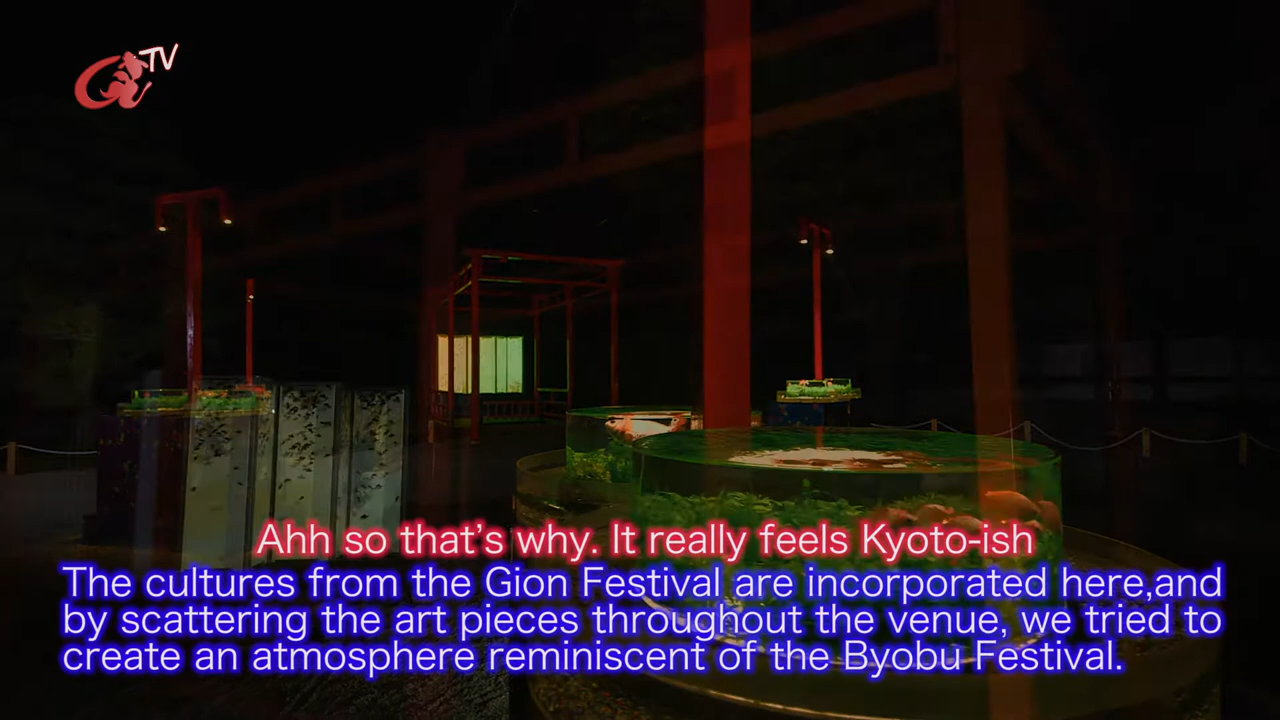 TV
Ahh so that's why. It really feels Kyoto-ish
The cultures from the Gion Festival are incorporated here,and
by scattering the art pieces throughout the venue, we tried to
create an atmosphere reminiscent of the Byobu Festival.